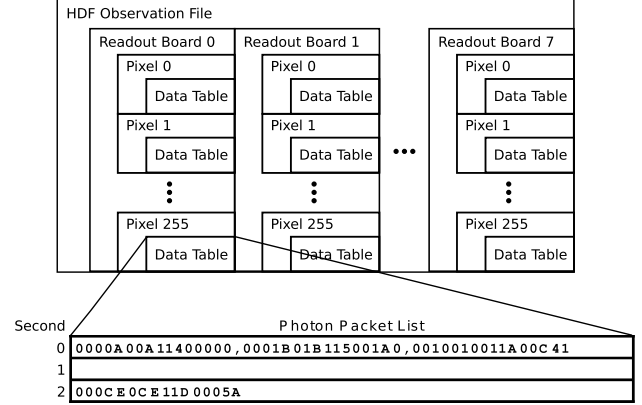 HDF Observation File
Readout Board 0 Readout Board 1 Readout Board 7
Pixel 0 Pixel 0 Pixel 0
Data Table Data Table Data Table
Pixel 1 Pixel 1 Pixel 1
Data Table Data Table Data Table
Pixel 255 Pixel 255 Pixel 255
Data Table Data Table Data Table
Second Photon Packet List
0 0000A00A11400000,0001B01B115001A0,0010010011A00C41
1
2 000CE0CE11D0005A